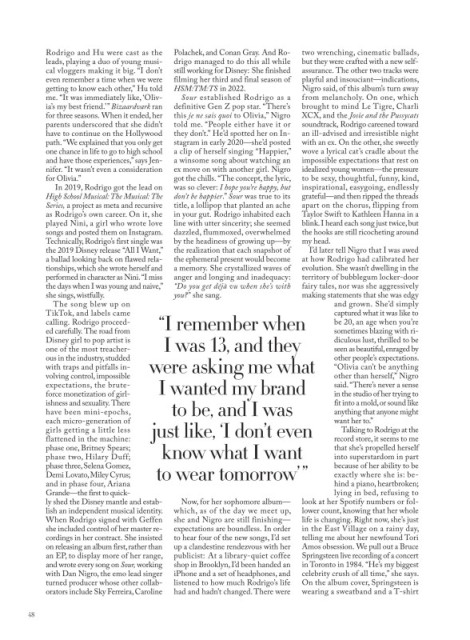 Rodrigo and Hu were cast as the
leads, playing a duo of young musi-
cal vloggers making it big. “I don’t
even remember a time when we were
getting to know each other,” Hu told
me. “It was immediately like, ‘Oliv-
ia’s my best friend.’” Bizaardvark ran
for three seasons. When it ended, her
parents underscored that she didn’t
have to continue on the Hollywood
path. “We explained that you only get
one chance in life to go to high school
and have those experiences,” says Jen-
nifer. “It wasn’t even a consideration
for Olivia.”
In 2019, Rodrigo got the lead on
High School Musical: The Musical: The
Series, a project as meta and recursive
as Rodrigo’s own career. On it, she
played Nini, a girl who wrote love
songs and posted them on Instagram.
Technically, Rodrigo’s first single was
the 2019 Disney release “All I Want,”
a ballad looking back on flawed rela-
tionships, which she wrote herself and
performed in character as Nini. “I miss
the days when I was young and naive,”
she sings, wistfully.
The song blew up on
TikTok, and labels came
calling. Rodrigo proceed-
ed carefully. The road from
Disney girl to pop artist is
one of the most treacher-
ous in the industry, studded
with traps and pitfalls in-
volving control, impossible
expectations, the brute-
force monetization of girl-
ishness and sexuality. There
have been mini-epochs,
each micro-generation of
girls getting a little less
flattened in the machine:
phase one, Britney Spears;
phase two, Hilary Duff;
phase three, Selena Gomez,
Demi Lovato, Miley Cyrus;
and in phase four, Ariana
Grande—the first to quick-
ly shed the Disney mantle and estab-
lish an independent musical identity.
When Rodrigo signed with Geffen
she included control of her master re-
cordings in her contract. She insisted
on releasing an album first, rather than
an EP, to display more of her range,
and wrote every song on Sour, working
with Dan Nigro, the emo lead singer
turned producer whose other collab-
orators include Sky Ferreira, Caroline
Polachek, and Conan Gray. And Ro-
drigo managed to do this all while
still working for Disney: She finished
filming her third and final season of
HSM:TM:TS in 2022.
Sour established Rodrigo as a
definitive Gen Z pop star. “There’s
this je ne sais quoi to Olivia,” Nigro
told me. “People either have it or
they don’t.” He’d spotted her on In-
stagram in early 2020—she’d posted
a clip of herself singing “Happier,”
a winsome song about watching an
ex move on with another girl. Nigro
got the chills. “The concept, the lyric,
was so clever: I hope you’re happy, but
don’t be happier.” Sour was true to its
title, a lollipop that planted an ache
in your gut. Rodrigo inhabited each
line with utter sincerity; she seemed
dazzled, flummoxed, overwhelmed
by the headiness of growing up—by
the realization that each snapshot of
the ephemeral present would become
a memory. She crystallized waves of
anger and longing and inadequacy:
“Do you get déjà vu when she’s with
you?” she sang.
“I remember when
I was 13, and they
were asking me what
I wanted my brand
to be, and I was
just like, ‘I don’t even
know what I want
to wear tomorrow’”
Now, for her sophomore album—
which, as of the day we meet up,
she and Nigro are still finishing—
expectations are boundless. In order
to hear four of the new songs, I’d set
up a clandestine rendezvous with her
publicist: At a library-quiet coffee
shop in Brooklyn, I’d been handed an
iPhone and a set of headphones, and
listened to how much Rodrigo’s life
had and hadn’t changed. There were
two wrenching, cinematic ballads,
but they were crafted with a new self-
assurance. The other two tracks were
playful and insouciant—indications,
Nigro said, of this album’s turn away
from melancholy. On one, which
brought to mind Le Tigre, Charli
XCX, and the Josie and the Pussycats
soundtrack, Rodrigo careened toward
an ill-advised and irresistible night
with an ex. On the other, she sweetly
wove a lyrical cat’s cradle about the
impossible expectations that rest on
idealized young women—the pressure
to be sexy, thoughtful, funny, kind,
inspirational, easygoing, endlessly
grateful—and then ripped the threads
apart on the chorus, flipping from
Taylor Swift to Kathleen Hanna in a
blink. I heard each song just twice, but
the hooks are still ricocheting around
my head.
I’d later tell Nigro that I was awed
at how Rodrigo had calibrated her
evolution. She wasn’t dwelling in the
territory of bubblegum locker-door
fairy tales, nor was she aggressively
making statements that she was edgy
and grown. She’d simply
captured what it was like to
be 20, an age when you’re
sometimes blazing with ri-
diculous lust, thrilled to be
seen as beautiful, enraged by
other people’s expectations.
“Olivia can’t be anything
other than herself,” Nigro
said. “There’s never a sense
in the studio of her trying to
fit into a mold, or sound like
anything that anyone might
want her to.”
Talking to Rodrigo at the
record store, it seems to me
that she’s propelled herself
into superstardom in part
because of her ability to be
exactly where she is: be-
hind a piano, heartbroken;
lying in bed, refusing to
look at her Spotify numbers or fol-
lower count, knowing that her whole
life is changing. Right now, she’s just
in the East Village on a rainy day,
telling me about her newfound Tori
Amos obsession. We pull out a Bruce
Springsteen live recording of a concert
in Toronto in 1984. “He’s my biggest
celebrity crush of all time,” she says.
On the album cover, Springsteen is
wearing a sweatband and a T-shirt
48